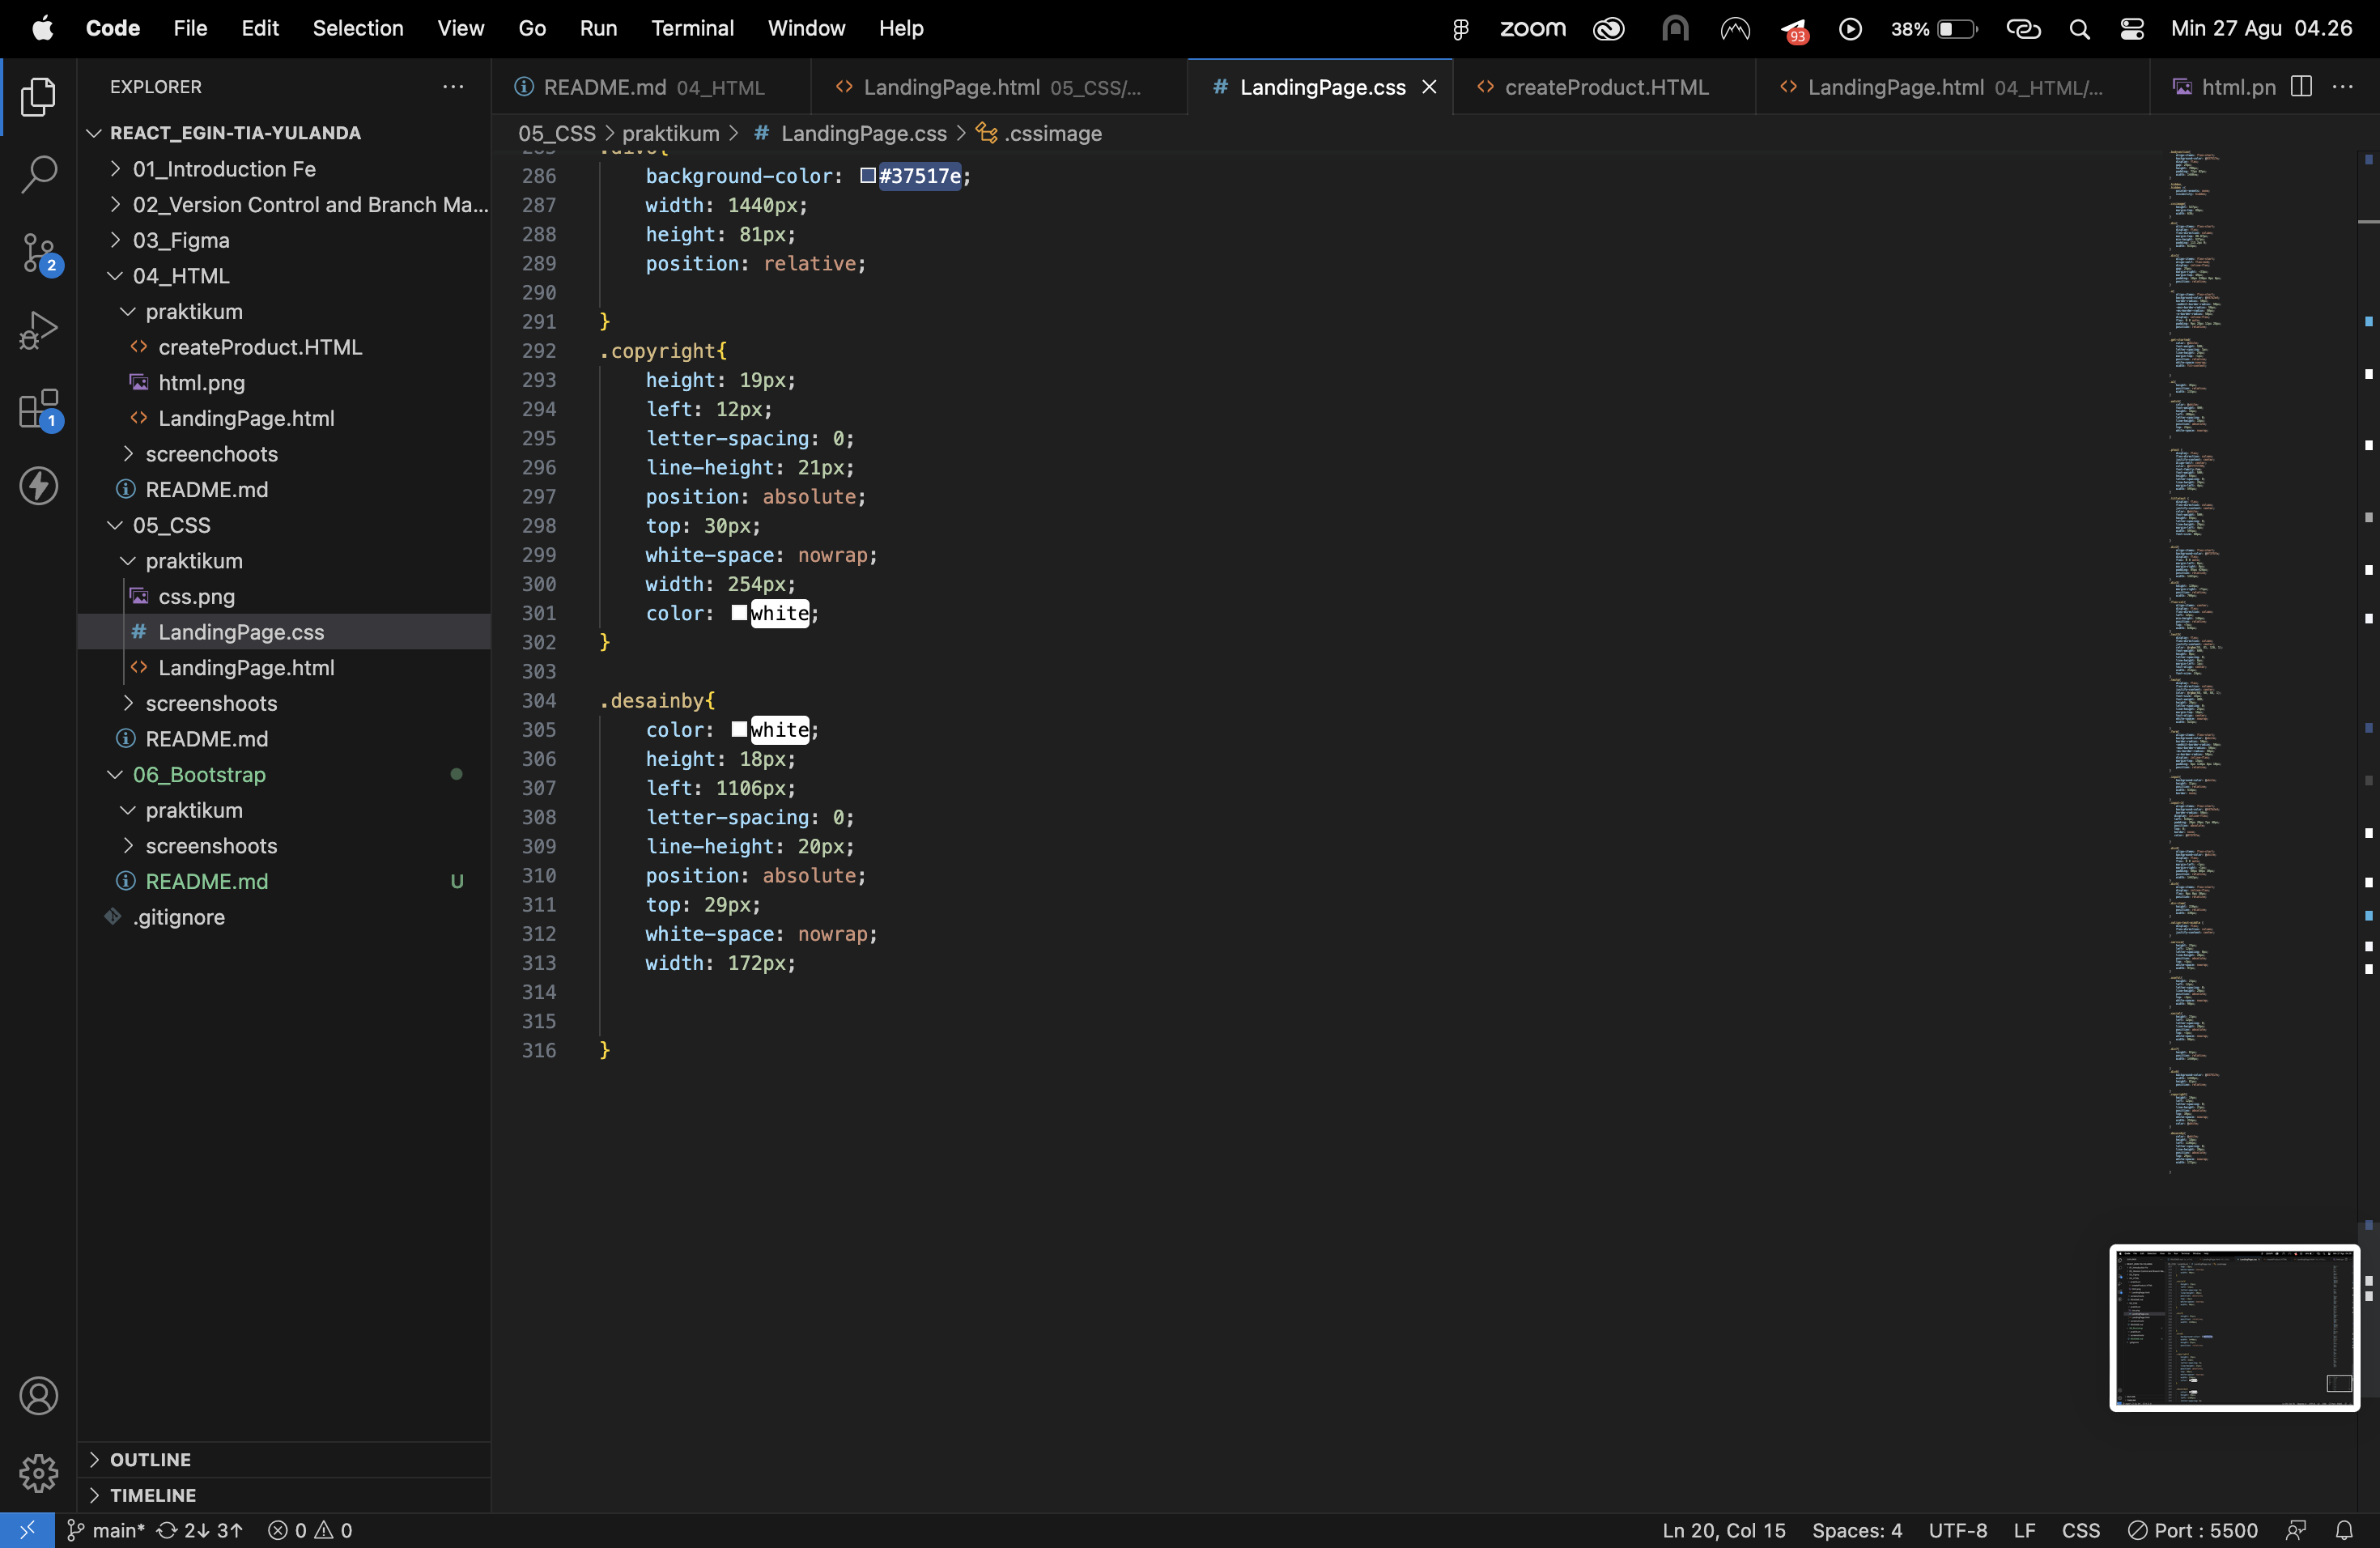 Code File Edit Selection View Go Run Terminal Window Help zoom 93 38% Min 27 Agu 04.26
EXPLORER
README.md 04_HTML LandingPage.html 05_CSS/... # LandingPage.css createProduct.HTML LandingPage.html 04_HTML/... html.pn
05_CSS > praktikum > # LandingPage.css > .cssimage
REACT_EGIN-TIA-YULANDA
01_Introduction Fe
02_Version Control and Branch Ma...
03_Figma
04_HTML
praktikum
createProduct.HTML
html.png
LandingPage.html
screenchoots
README.md
05_CSS
praktikum
css.png
# LandingPage.css
LandingPage.html
screenshoots
README.md
06_Bootstrap
praktikum
screenshoots
README.md U
.gitignore
2
1
OUTLINE
TIMELINE
286 background-color: #37517e;
287 width: 1440px;
288 height: 81px;
289 position: relative;
290
291 }
292 .copyright{
293 height: 19px;
294 left: 12px;
295 letter-spacing: 0;
296 line-height: 21px;
297 position: absolute;
298 top: 30px;
299 white-space: nowrap;
300 width: 254px;
301 color: white;
302 }
303
304 .desainby{
305 color: white;
306 height: 18px;
307 left: 1106px;
308 letter-spacing: 0;
309 line-height: 20px;
310 position: absolute;
311 top: 29px;
312 white-space: nowrap;
313 width: 172px;
314
315
316 }
main* 2↓ 3↑ 0 0 Ln 20, Col 15 Spaces: 4 UTF-8 LF CSS Port : 5500